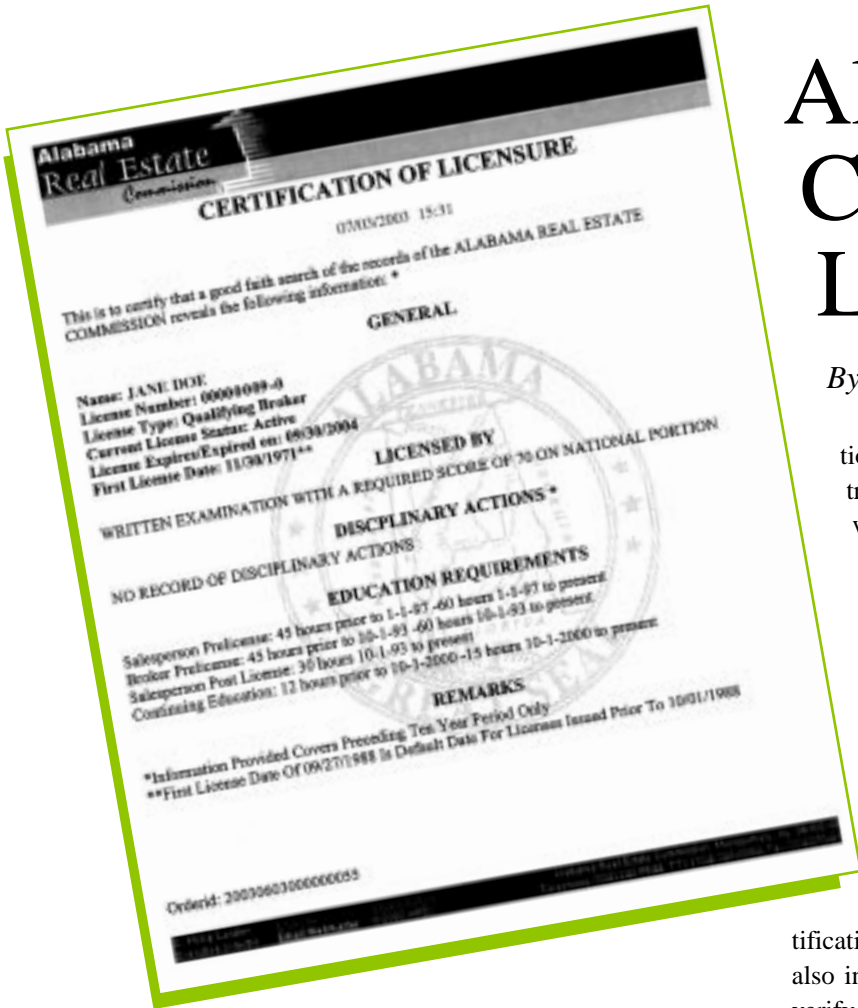 Alabama
Real Estate
Commission
CERTIFICATION OF LICENSURE
15:31
This is to certify that a good faith search of the records of the ALABAMA REAL ESTATE
COMMISSION reveals the following information: *
GENERAL
Name: JANE DOE
License Number:
License Type: Qualifying Broker
Current License Status: Active
License Expires/Expired on: 09/30/2004
First License Date: 11/30/1971**
LICENSED BY
WRITTEN EXAMINATION WITH A REQUIRED SCORE OF 70 ON NATIONAL PORTION
DISCPLINARY ACTIONS *
NO RECORD OF DISCIPLINARY ACTIONS
EDUCATION REQUIREMENTS
Salesperson Prelicense: 45 hours prior to 1-1-97 -60 hours 1-1-97 to present
Broker Prelicense: 45 hours prior to 10-1-93 -60 hours 10-1-93 to present
Salesperson Post License: 30 hours 10-1-93 to present
Continuing Education: 12 hours prior to 10-1-2000 -15 hours 10-1-2000 to present
REMARKS
*Information Provided Covers Preceding Ten Year Period Only
**First License Date Of 09/27/1988 Is Default Date For Licenses Issued Prior To 10/01/1988
Orderid: 20030603000000055
ALABAMA
REAL
Al
C
L
By
tio
tr
w
tificati
also in